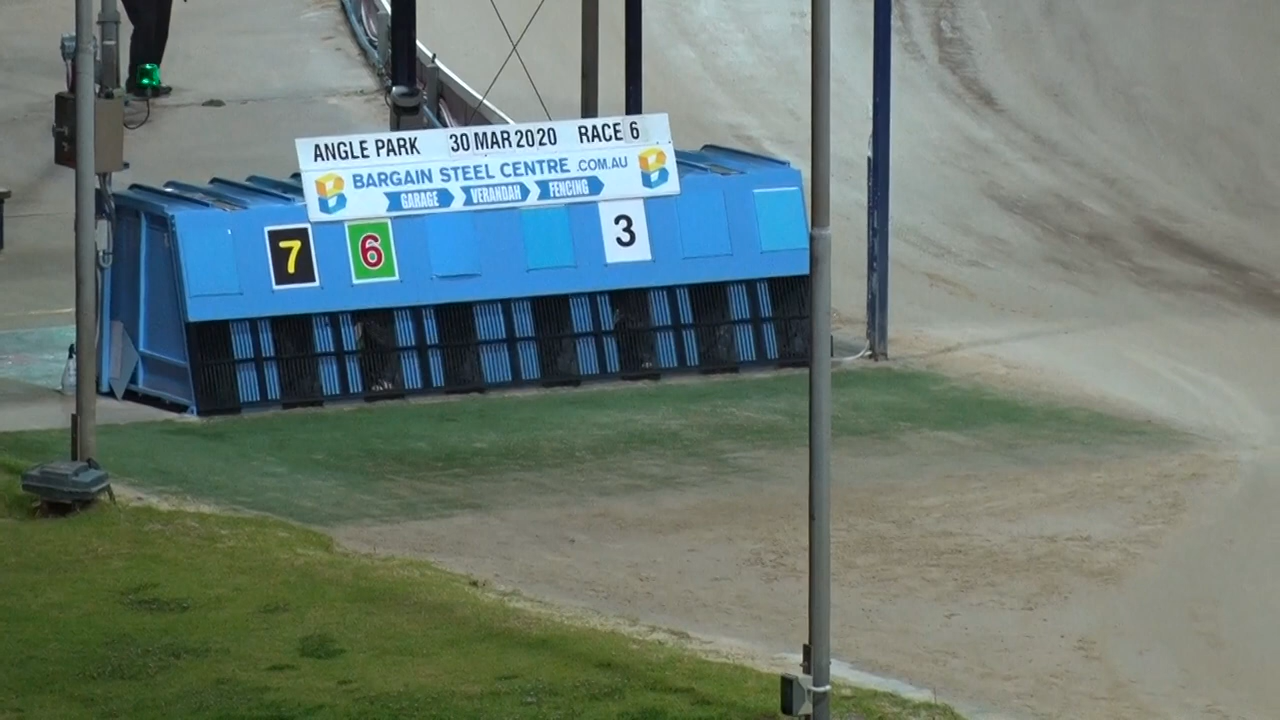 ANGLE PARK 30 MAR 2020 RACE 6
BARGAIN STEEL CENTRE .COM.AU
GARAGE VERANDAH FENCING
7 6 3